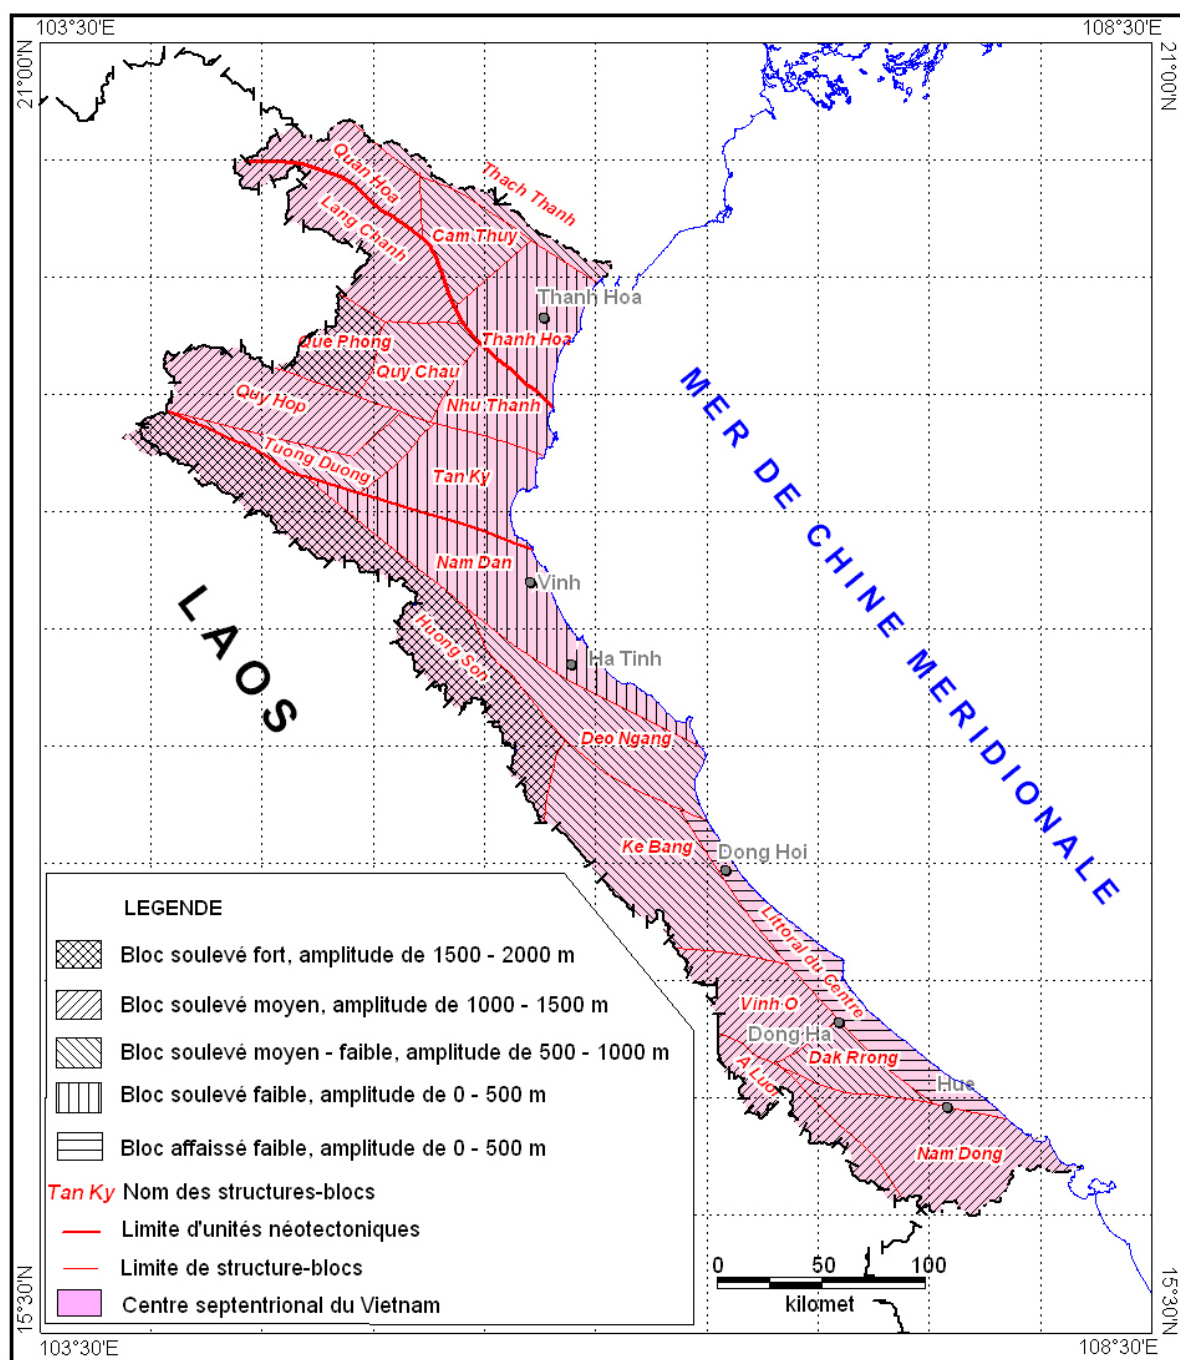 103°30'E
108°30'E
21°00'N
21°00'N
Quan Hoa
Thach Thanh
Lang Chanh
Cam Thuy
Thanh Hoa
Que Phong
Thanh Hoa
Quy Chau
Quy Hop
Nhu Thanh
Tuong Duong
Tan Ky
Nam Dan
Vinh
Huong Son
Ha Tinh
Deo Ngang
Ke Bang
Dong Hoi
Littoral du Centre
Vinh O
Dong Ha
Dak Rrong
A Luoi
Hue
Nam Dong
LAOS
MER DE CHINE MERIDIONALE
LEGENDE
Bloc soulevé fort, amplitude de 1500 - 2000 m
Bloc soulevé moyen, amplitude de 1000 - 1500 m
Bloc soulevé moyen - faible, amplitude de 500 - 1000 m
Bloc soulevé faible, amplitude de 0 - 500 m
Bloc affaissé faible, amplitude de 0 - 500 m
Tan Ky Nom des structures-blocs
Limite d'unités néotectoniques
Limite de structure-blocs
Centre septentrional du Vietnam
0 50 100
kilomet
15°30'N
15°30'N
103°30'E
108°30'E